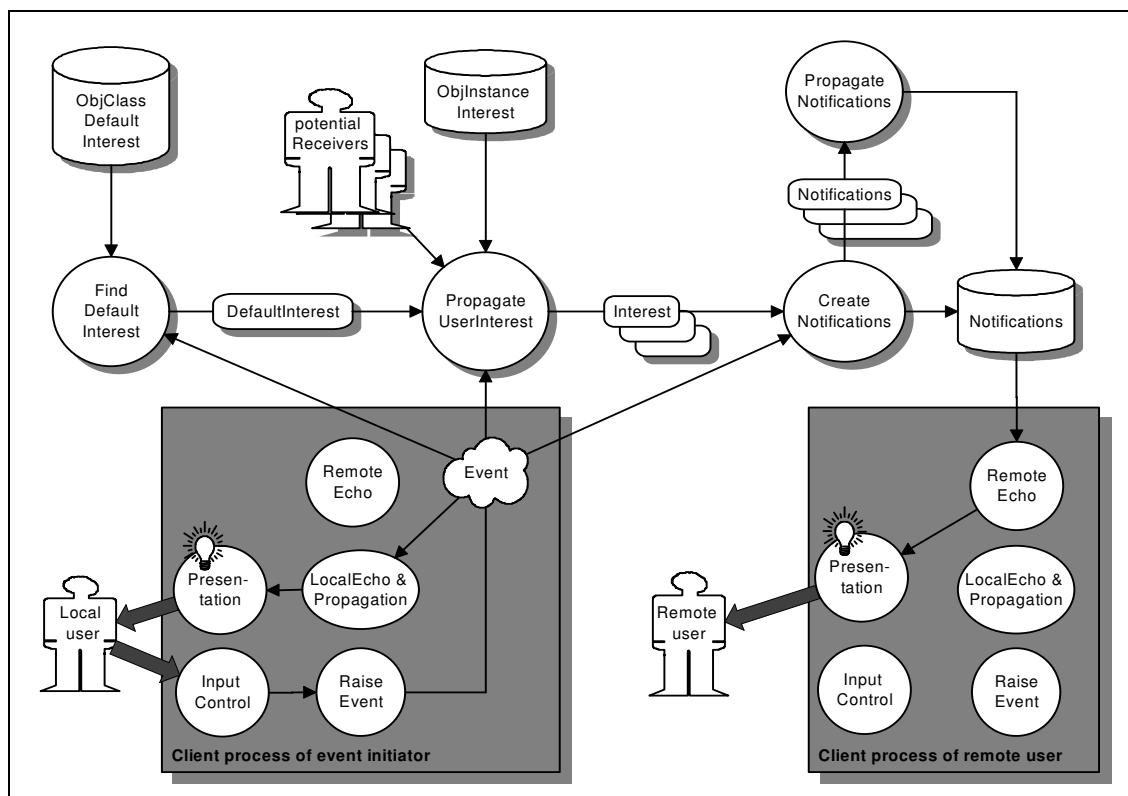 ObjClass
Default
Interest
potential
Receivers
ObjInstance
Interest
Propagate
Notifications
Notifications
Find
Default
Interest
DefaultInterest
Propagate
UserInterest
Interest
Create
Notifications
Notifications
Event
Remote
Echo
LocalEcho &
Propagation
Presen-
tation
Local
user
Input
Control
Raise
Event
Client process of event initiator
Remote
Echo
Presen-
tation
LocalEcho &
Propagation
Remote
user
Input
Control
Raise
Event
Client process of remote user